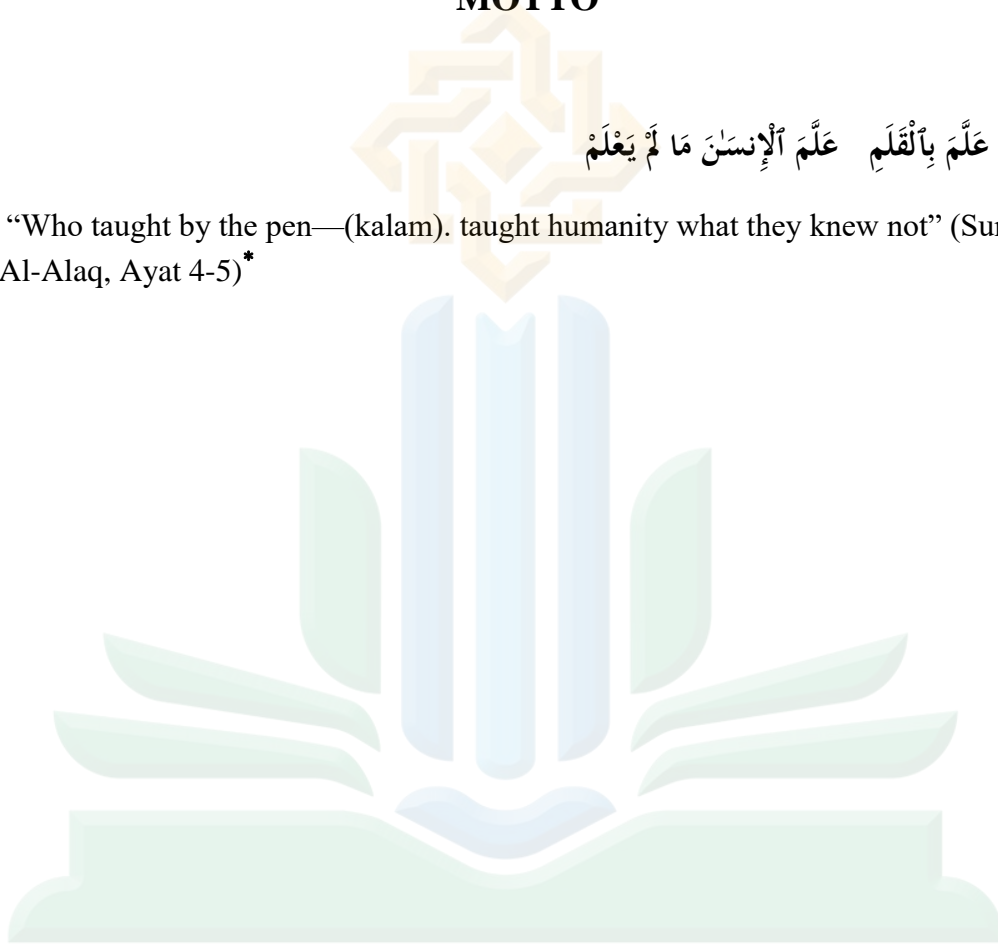 MOTTO
عَلَّمَ بِٱلْقَلَمِ عَلَّمَ ٱلْإِنسَـٰنَ مَا لَمْ يَعْلَمْ
“Who taught by the pen—(kalam). taught humanity what they knew not” (Sur
Al-Alaq, Ayat 4-5)*